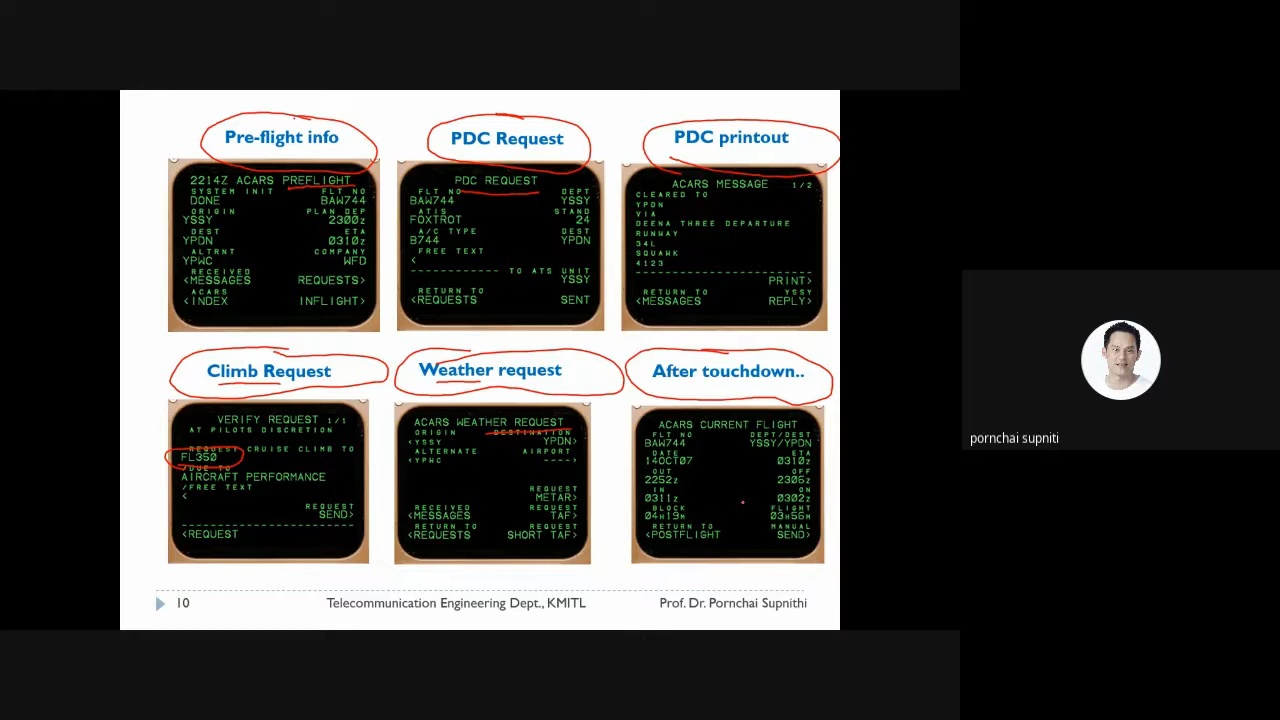 Pre-flight info
2214Z ACARS PREFLIGHT
SYSTEM INIT FLT NO
DONE BAW744
ORIGIN PLAN DEP
YSSY 2300z
DEST ETA
YPDN 0310z
ALTRNT COMPANY
YPWC WFD
RECEIVED
<MESSAGES REQUESTS>
ACARS
<INDEX INFLIGHT>
PDC Request
PDC REQUEST
FLT NO DEPT
BAW744 YSSY
ATIS STAND
FOXTROT 24
A/C TYPE DEST
B744 YPDN
FREE TEXT
<
------------ TO ATS UNIT
YSSY
RETURN TO
<REQUESTS SENT
PDC printout
ACARS MESSAGE 1/2
CLEARED TO
YPDN
VIA
DEENA THREE DEPARTURE
RUNWAY
34L
SQUAWK
4123
------------------------
PRINT>
RETURN TO YSSY
<MESSAGES REPLY>
Climb Request
VERIFY REQUEST 1/1
AT PILOTS DISCRETION
REQUEST CRUISE CLIMB TO
FL350
/DUE TO
AIRCRAFT PERFORMANCE
/FREE TEXT
<
REQUEST
SEND>
------------------------
<REQUEST
Weather request
ACARS WEATHER REQUEST
ORIGIN DESTINATION
<YSSY YPDN>
ALTERNATE AIRPORT
<YPWC ---->
REQUEST
METAR>
RECEIVED REQUEST
<MESSAGES TAF>
RETURN TO REQUEST
<REQUESTS SHORT TAF>
After touchdown..
ACARS CURRENT FLIGHT
FLT NO DEPT/DEST
BAW744 YSSY/YPDN
DATE ETA
14OCT07 0310z
OUT OFF
2252z 2306z
IN ON
0311z 0302z
BLOCK FLIGHT
04H19M 03H56M
RETURN TO MANUAL
<POSTFLIGHT SEND>
10 Telecommunication Engineering Dept., KMITL Prof. Dr. Pornchai Supnithi
pornchai supniti